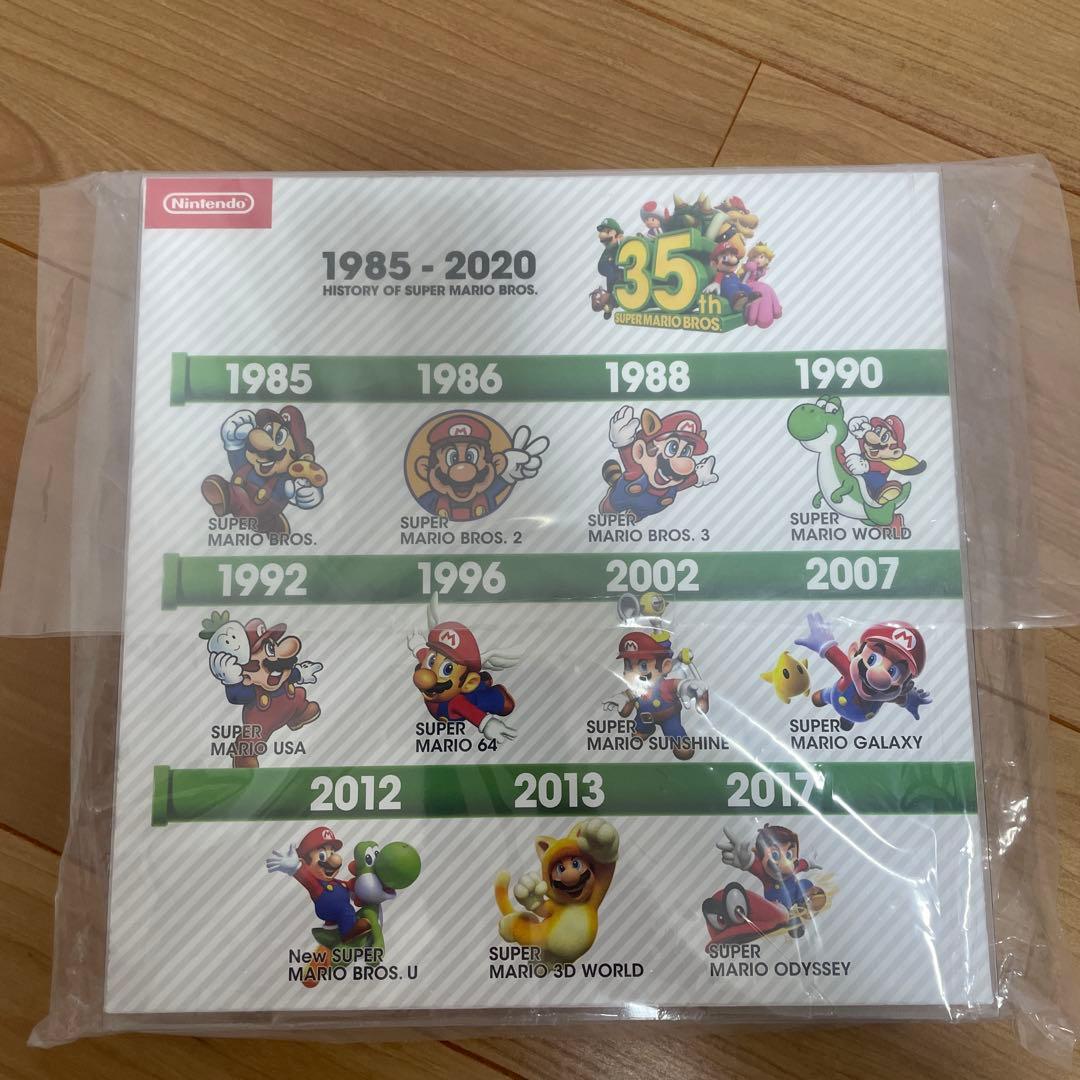 Nintendo
1985 - 2020
HISTORY OF SUPER MARIO BROS.
35th
SUPER MARIO BROS.
1985 1986 1988 1990
SUPER
MARIO BROS.
SUPER
MARIO BROS. 2
SUPER
MARIO BROS. 3
SUPER
MARIO WORLD
1992 1996 2002 2007
SUPER
MARIO USA
SUPER
MARIO 64
SUPER
MARIO SUNSHINE
SUPER
MARIO GALAXY
2012 2013 2017
New SUPER
MARIO BROS. U
SUPER
MARIO 3D WORLD
SUPER
MARIO ODYSSEY